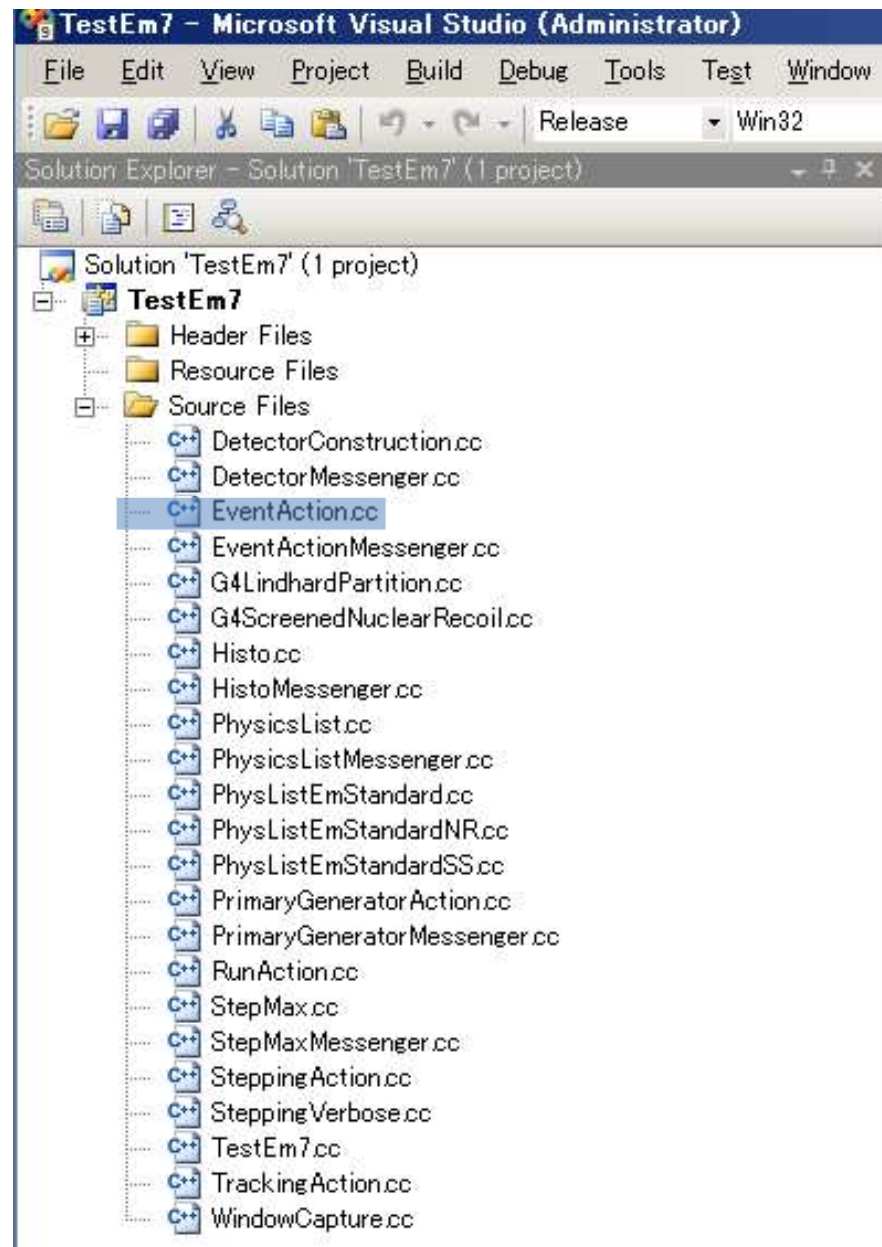 TestEm7 - Microsoft Visual Studio (Administrator)
File Edit View Project Build Debug Tools Test Window
Release Win32
Solution Explorer - Solution 'TestEm7' (1 project)
Solution 'TestEm7' (1 project)
TestEm7
Header Files
Resource Files
Source Files
DetectorConstruction.cc
DetectorMessenger.cc
EventAction.cc
EventActionMessenger.cc
G4LindhardPartition.cc
G4ScreenedNuclearRecoil.cc
Histo.cc
HistoMessenger.cc
PhysicsList.cc
PhysicsListMessenger.cc
PhysListEmStandard.cc
PhysListEmStandardNR.cc
PhysListEmStandardSS.cc
PrimaryGeneratorAction.cc
PrimaryGeneratorMessenger.cc
RunAction.cc
StepMax.cc
StepMaxMessenger.cc
SteppingAction.cc
SteppingVerbose.cc
TestEm7.cc
TrackingAction.cc
WindowCapture.cc